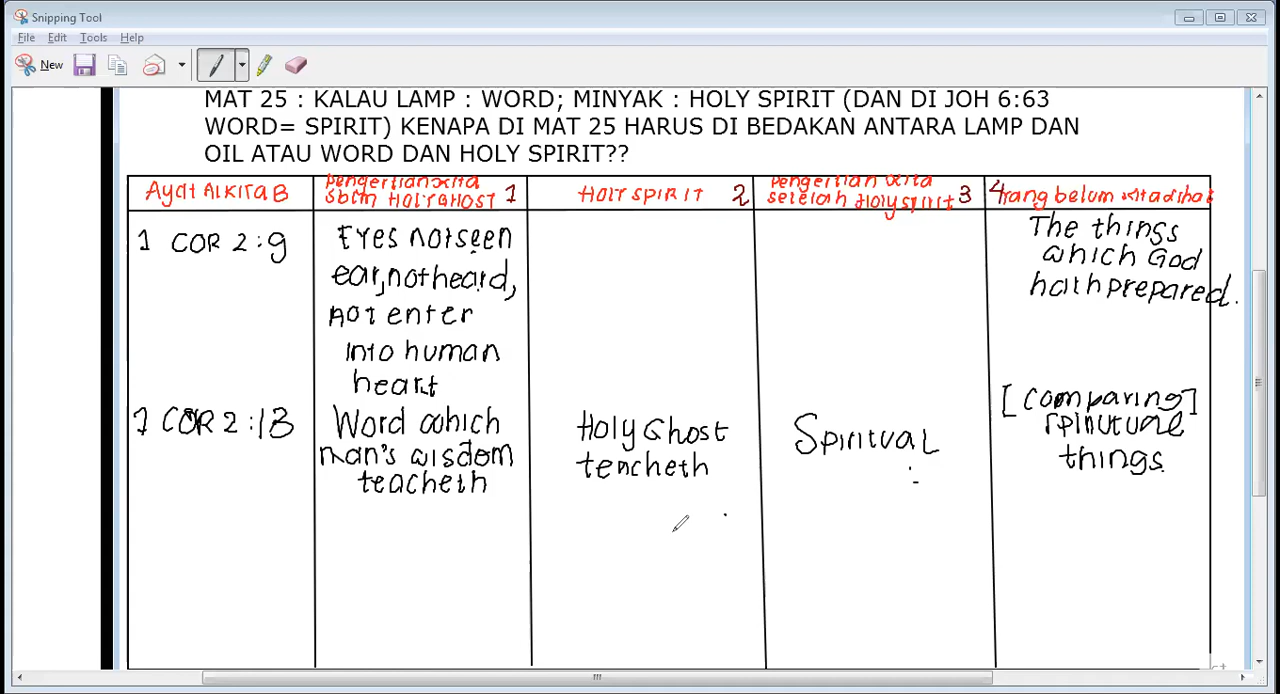 Snipping Tool
File Edit Tools Help
New
MAT 25 : KALAU LAMP : WORD; MINYAK : HOLY SPIRIT (DAN DI JOH 6:63
WORD= SPIRIT) KENAPA DI MAT 25 HARUS DI BEDAKAN ANTARA LAMP DAN
OIL ATAU WORD DAN HOLY SPIRIT??
Ayat AlkitaB
Pengertian kita
sblm HOLY GHOST 1
HOLY SPIRIT 2
Pengertian kita
setelah Holy spirit 3
4 yang belum kita lihat
1 COR 2:9
Eyes not seen
ear, not heard,
not enter
into human
heart
The things
which God
hath prepared.
1 COR 2:13
Word which
man's wisdom
teacheth
Holy Ghost
teacheth
Spiritual
[comparing]
things.